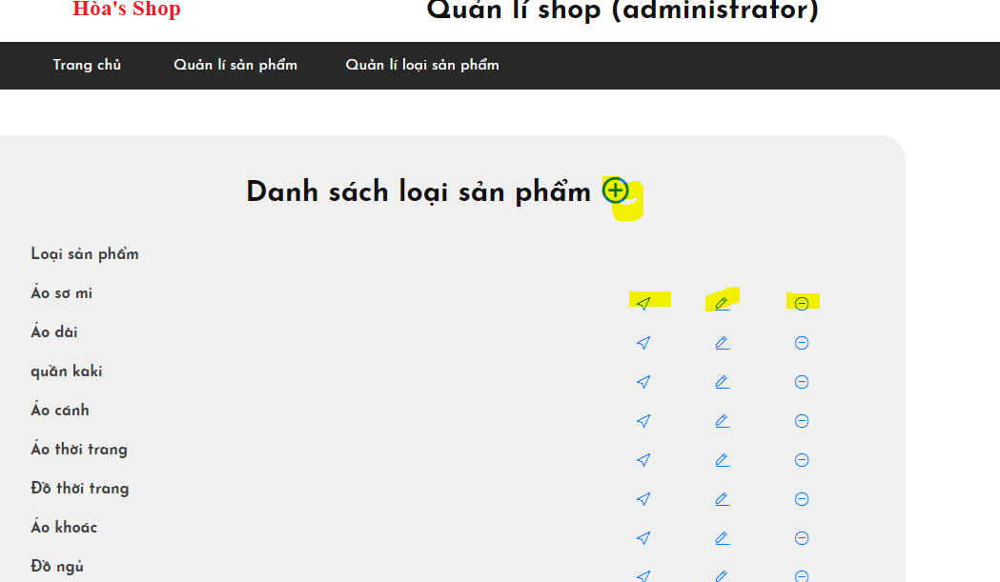 Hòa's Shop
Quản lí shop (administrator)
Trang chủ
Quản lí sản phẩm
Quản lí loại sản phẩm
Danh sách loại sản phẩm
Loại sản phẩm
Áo sơ mi
Áo dài
quần kaki
Áo cánh
Áo thời trang
Đồ thời trang
Áo khoác
Đồ ngủ